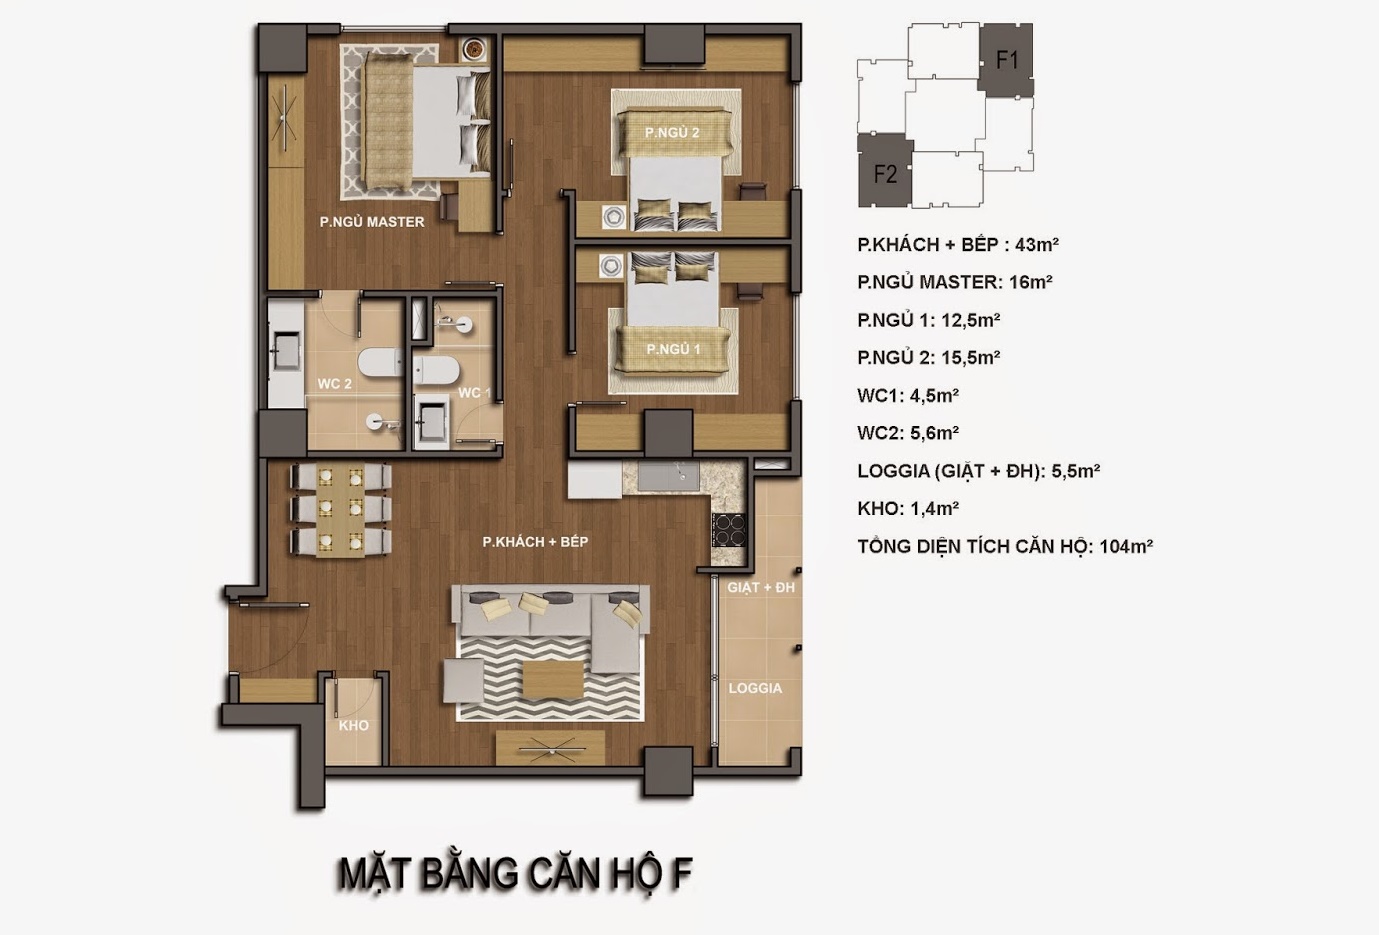 F1
F2
P.NGỦ 2
P.NGỦ MASTER
P.NGỦ 1
WC 2
WC 1
P.KHÁCH + BẾP
GIẶT + ĐH
LOGGIA
KHO
P.KHÁCH + BẾP : 43m²
P.NGỦ MASTER: 16m²
P.NGỦ 1: 12,5m²
P.NGỦ 2: 15,5m²
WC1: 4,5m²
WC2: 5,6m²
LOGGIA (GIẶT + ĐH): 5,5m²
KHO: 1,4m²
TỔNG DIỆN TÍCH CĂN HỘ: 104m²
MẶT BẰNG CĂN HỘ F